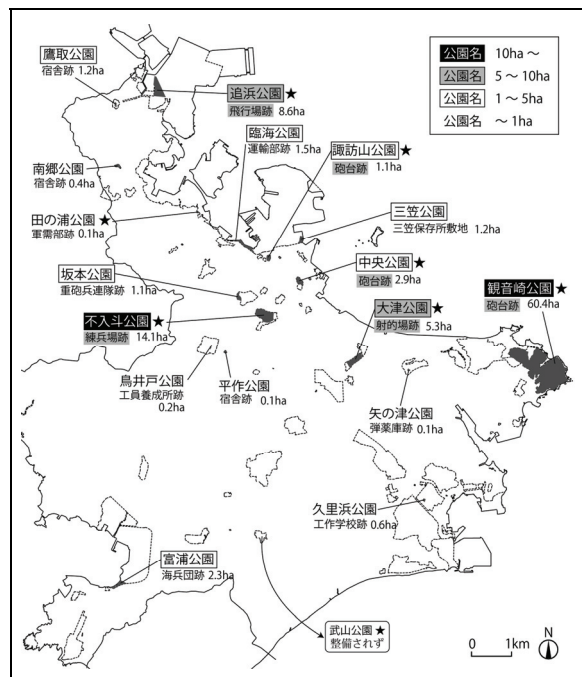 鷹取公園
宿舎跡 1.2ha
追浜公園★
飛行場跡 8.6ha
臨海公園
運輸部跡 1.5ha
諏訪山公園★
砲台跡 1.1ha
南郷公園
宿舎跡 0.4ha
田の浦公園★
軍需部跡 0.1ha
三笠公園
三笠保存所敷地 1.2ha
坂本公園
重砲兵連隊跡 1.1ha
中央公園★
砲台跡 2.9ha
観音崎公園★
砲台跡 60.4ha
不入斗公園★
練兵場跡 14.1ha
大津公園★
射的場跡 5.3ha
鳥井戸公園
工員養成所跡
0.2ha
平作公園
宿舎跡 0.1ha
矢の津公園
弾薬庫跡 0.1ha
久里浜公園
工作学校跡 0.6ha
富浦公園
海兵団跡 2.3ha
武山公園★
整備されず
公園名 10ha ～
公園名 5 ～ 10ha
公園名 1 ～ 5ha
公園名 ～ 1ha
0 1km
N